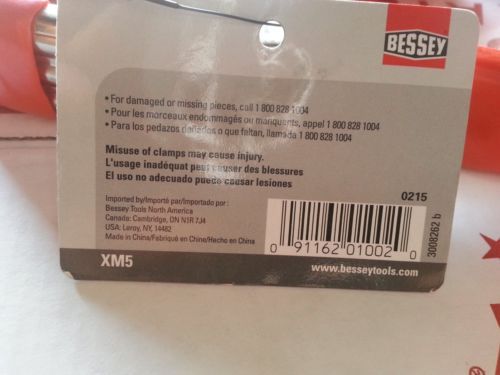 BESSEY
• For damaged or missing pieces, call 1 800 828 1004
• Pour les morceaux endommagés ou manquants, appel 1 800 828 1004
• Para los pedazos dañados o que faltan, llamada 1 800 828 1004
Misuse of clamps may cause injury.
L'usage inadéquat peut causer des blessures
El uso no adecuado puede causar lesiones
Imported by/Importé par/Importado por:
Bessey Tools North America
Canada: Cambridge, ON N1R 7J4
USA: Leroy, NY, 14482
Made in China/Fabriqué en Chine/Hecho en China
XM5
0215
0 91162 01002 0
3008262 b
www.besseytools.com